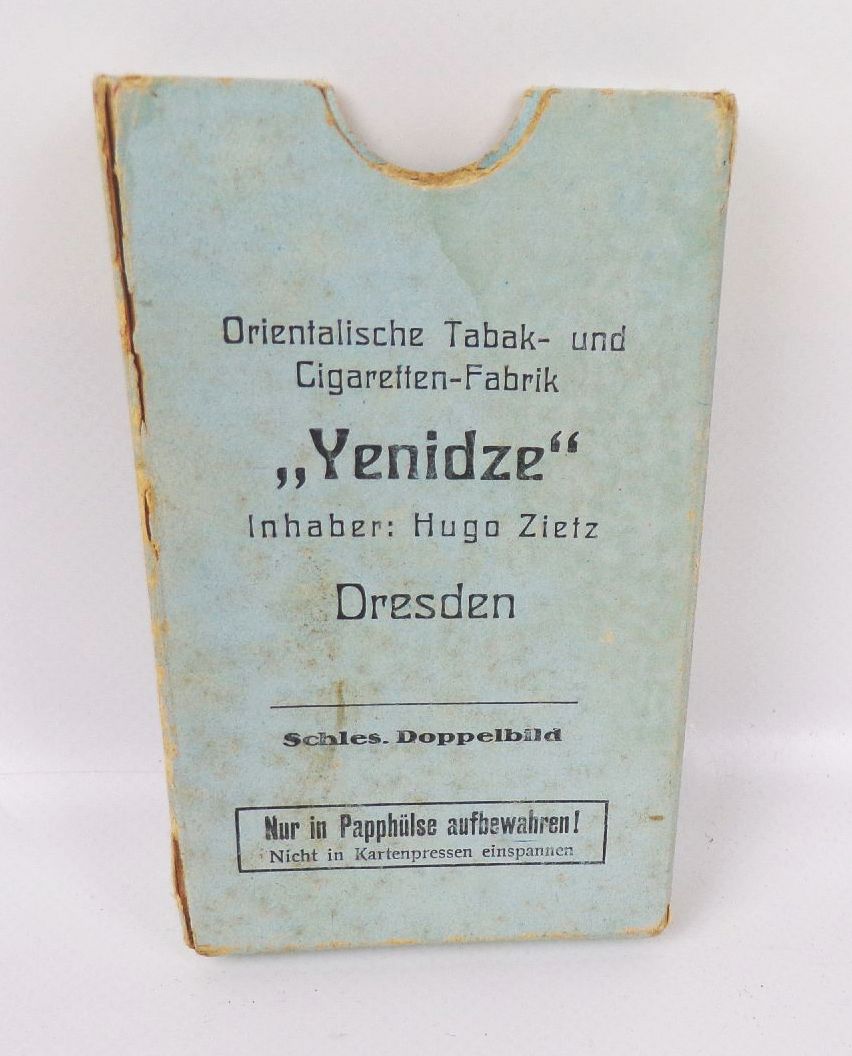 Orientalische Tabak- und
Cigaretten-Fabrik
„Yenidze“
Inhaber: Hugo Zietz
Dresden
Schles. Doppelbild
Nur in Papphülse aufbewahren!
Nicht in Kartenpressen einspannen